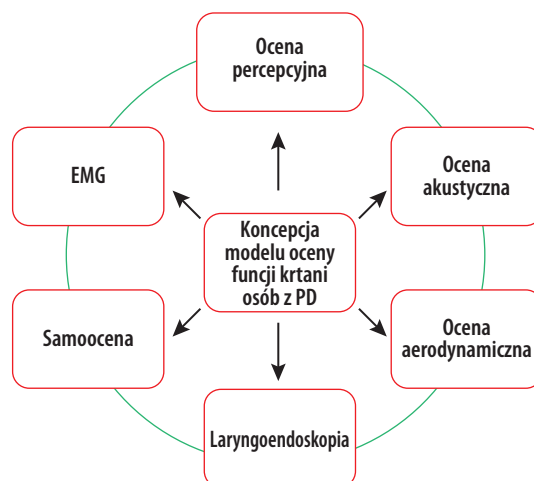 Ocena
percepcyjna
EMG
Ocena
akustyczna
Koncepcja
modelu oceny
funcji krtani
osób z PD
Samoocena
Ocena
aerodynamiczna
Laryngoendoskopia